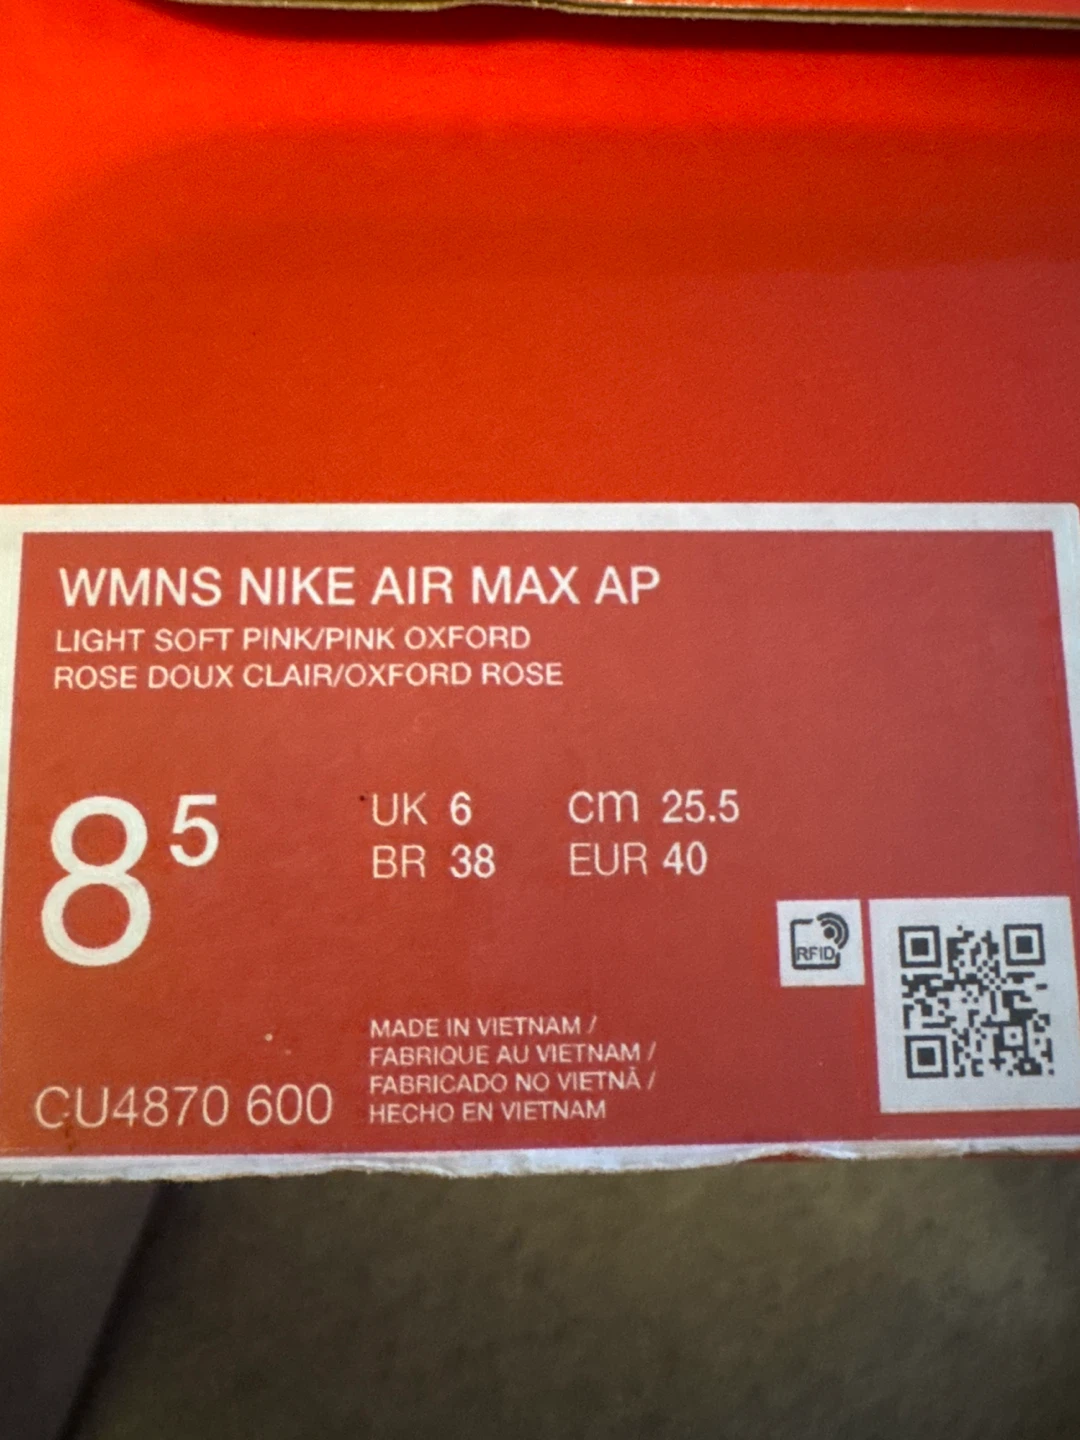 WMNS NIKE AIR MAX AP
LIGHT SOFT PINK/PINK OXFORD
ROSE DOUX CLAIR/OXFORD ROSE
8⁵
UK 6 cm 25.5
BR 38 EUR 40
RFID
MADE IN VIETNAM /
FABRIQUE AU VIETNAM /
FABRICADO NO VIETNÃ /
HECHO EN VIETNAM
CU4870 600